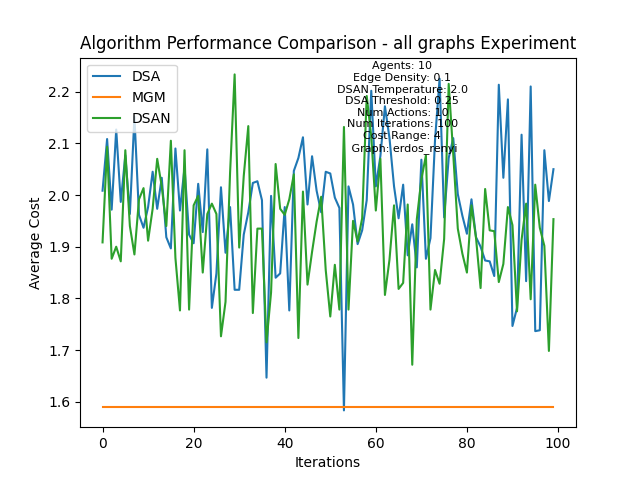 Algorithm Performance Comparison - all graphs Experiment
DSA
MGM
DSAN
Agents: 10
Edge Density: 0.1
DSAN Temperature: 2.0
DSA Threshold: 0.25
Num Actions: 10
Num Iterations: 100
Cost Range: 4
Graph: erdos_renyi
Average Cost
2.2
2.1
2.0
1.9
1.8
1.7
1.6
0
20
40
60
80
100
Iterations